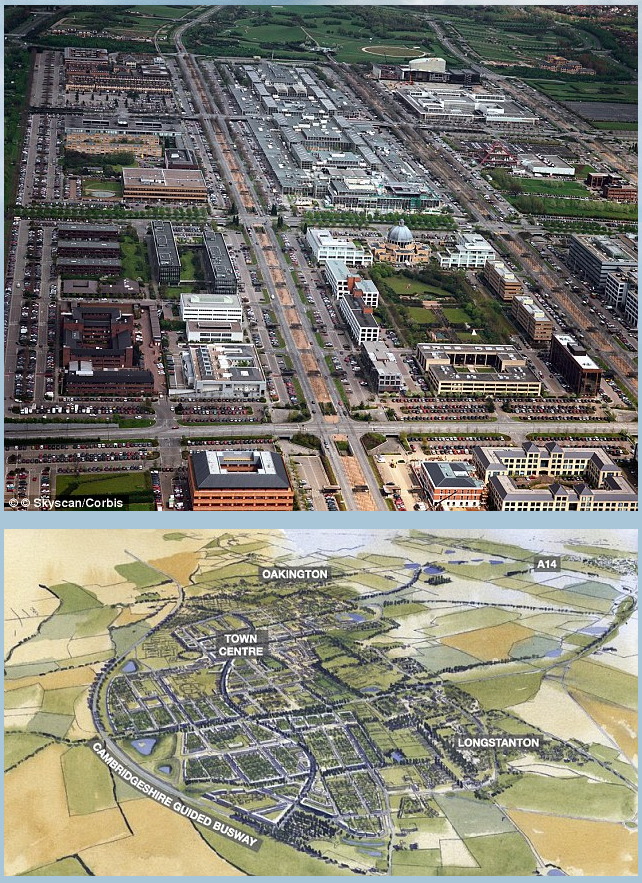 © © Skyscan/Corbis
OAKINGTON
A14
TOWN
CENTRE
LONGSTANTON
CAMBRIDGESHIRE GUIDED BUSWAY